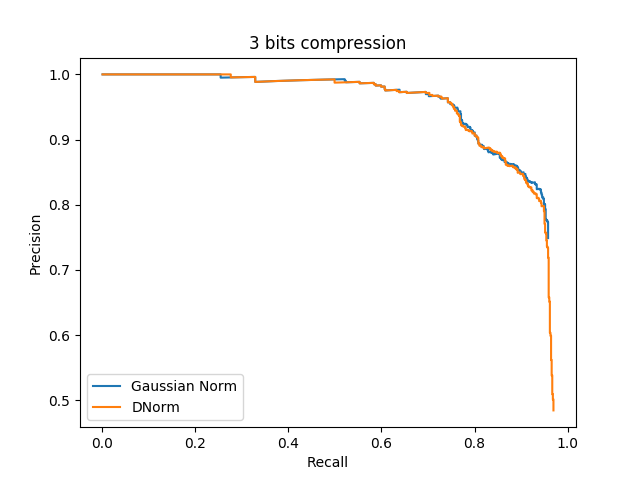 3 bits compression
1.0
0.9
0.8
0.7
0.6
0.5
Precision
Gaussian Norm
DNorm
0.0 0.2 0.4 0.6 0.8 1.0
Recall